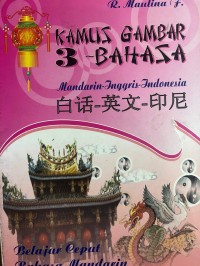 R. Maulina F.
KAMUS GAMBAR
3-BAHASA
Mandarin-Inggris-Indonesia
白话-英文-印尼
Belajar Cepat
Bahasa Mandarin